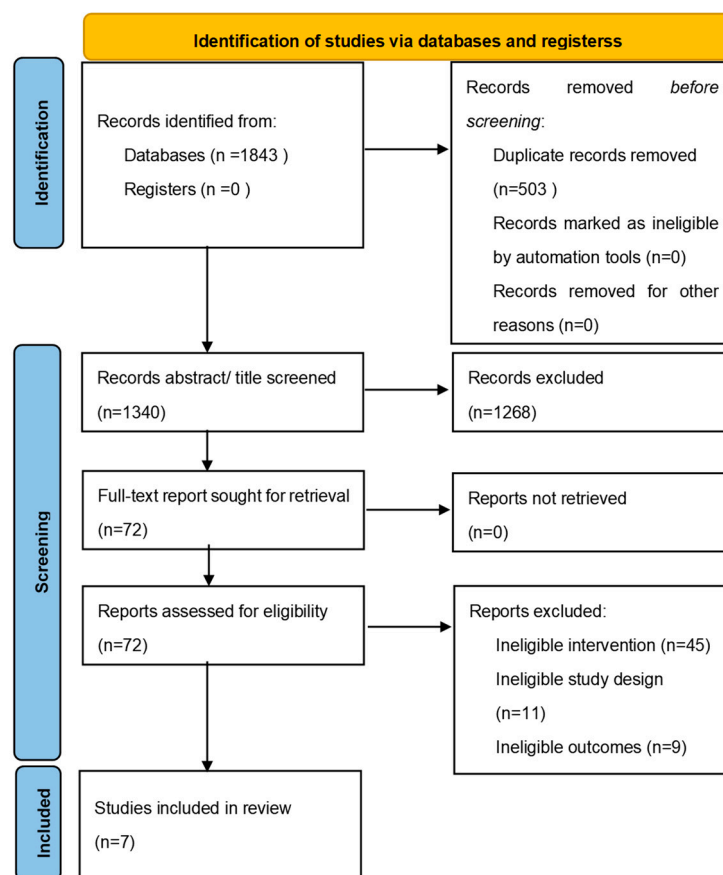 Identification of studies via databases and registerss
Identification
Records identified from:
Databases (n =1843 )
Registers (n =0 )
Records removed before
screening:
Duplicate records removed
(n=503 )
Records marked as ineligible
by automation tools (n=0)
Records removed for other
reasons (n=0)
Screening
Records abstract/ title screened
(n=1340)
Records excluded
(n=1268)
Full-text report sought for retrieval
(n=72)
Reports not retrieved
(n=0)
Reports assessed for eligibility
(n=72)
Reports excluded:
Ineligible intervention (n=45)
Ineligible study design
(n=11)
Ineligible outcomes (n=9)
Included
Studies included in review
(n=7)